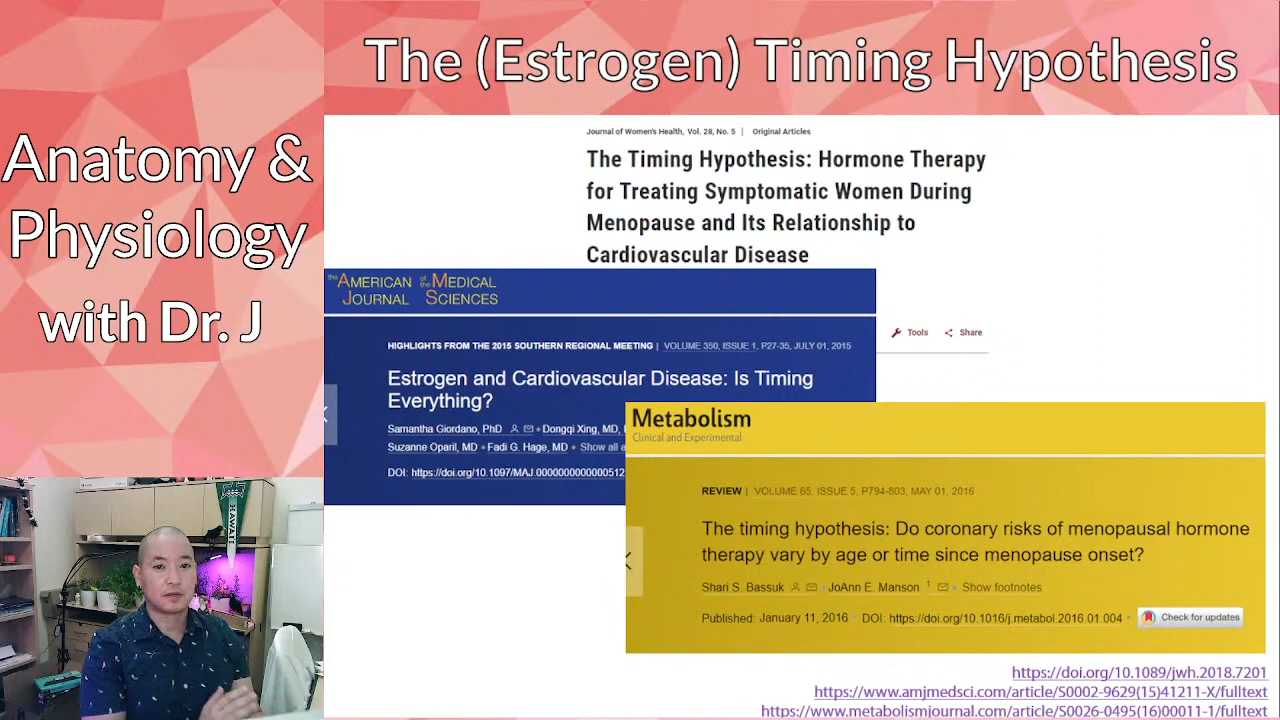 The (Estrogen) Timing Hypothesis
Anatomy &
Physiology
with Dr. J
Journal of Women's Health, Vol. 28, No. 5 | Original Articles
The Timing Hypothesis: Hormone Therapy
for Treating Symptomatic Women During
Menopause and Its Relationship to
Cardiovascular Disease
Tools Share
the AMERICAN of the MEDICAL
JOURNAL SCIENCES
HIGHLIGHTS FROM THE 2015 SOUTHERN REGIONAL MEETING | VOLUME 350, ISSUE 1, P27-35, JULY 01, 2015
Estrogen and Cardiovascular Disease: Is Timing
Everything?
Samantha Giordano, PhD • Dongqi Xing, MD,
Suzanne Oparil, MD • Fadi G. Hage, MD • Show all a
DOI: https://doi.org/10.1097/MAJ.0000000000000512
Metabolism
Clinical and Experimental
REVIEW | VOLUME 65, ISSUE 5, P794-803, MAY 01, 2016
The timing hypothesis: Do coronary risks of menopausal hormone
therapy vary by age or time since menopause onset?
Shari S. Bassuk • JoAnn E. Manson 1 • Show footnotes
Published: January 11, 2016 • DOI: https://doi.org/10.1016/j.metabol.2016.01.004 • Check for updates
HAWAII
https://doi.org/10.1089/jwh.2018.7201
https://www.amjmedsci.com/article/S0002-9629(15)41211-X/fulltext
https://www.metabolismjournal.com/article/S0026-0495(16)00011-1/fulltext